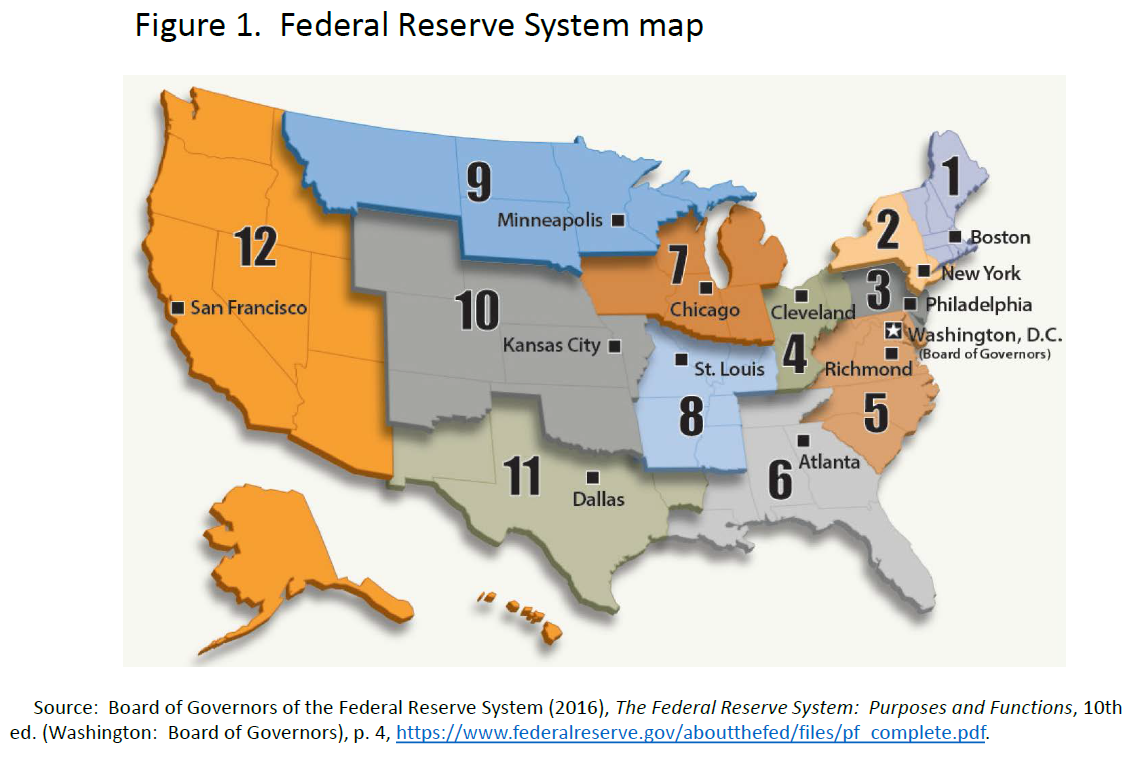 Figure 1.  Federal Reserve System map
1
9
Minneapolis
2
12
7
Boston
New York
3
San Francisco
10
Chicago
Cleveland
Philadelphia
Washington, D.C.
Kansas City
4
(Board of Governors)
St. Louis
Richmond
8
5
11
6
Atlanta
Dallas
Source:  Board of Governors of the Federal Reserve System (2016), The Federal Reserve System:  Purposes and Functions, 10th
ed. (Washington:  Board of Governors), p. 4, https://www.federalreserve.gov/aboutthefed/files/pf_complete.pdf.